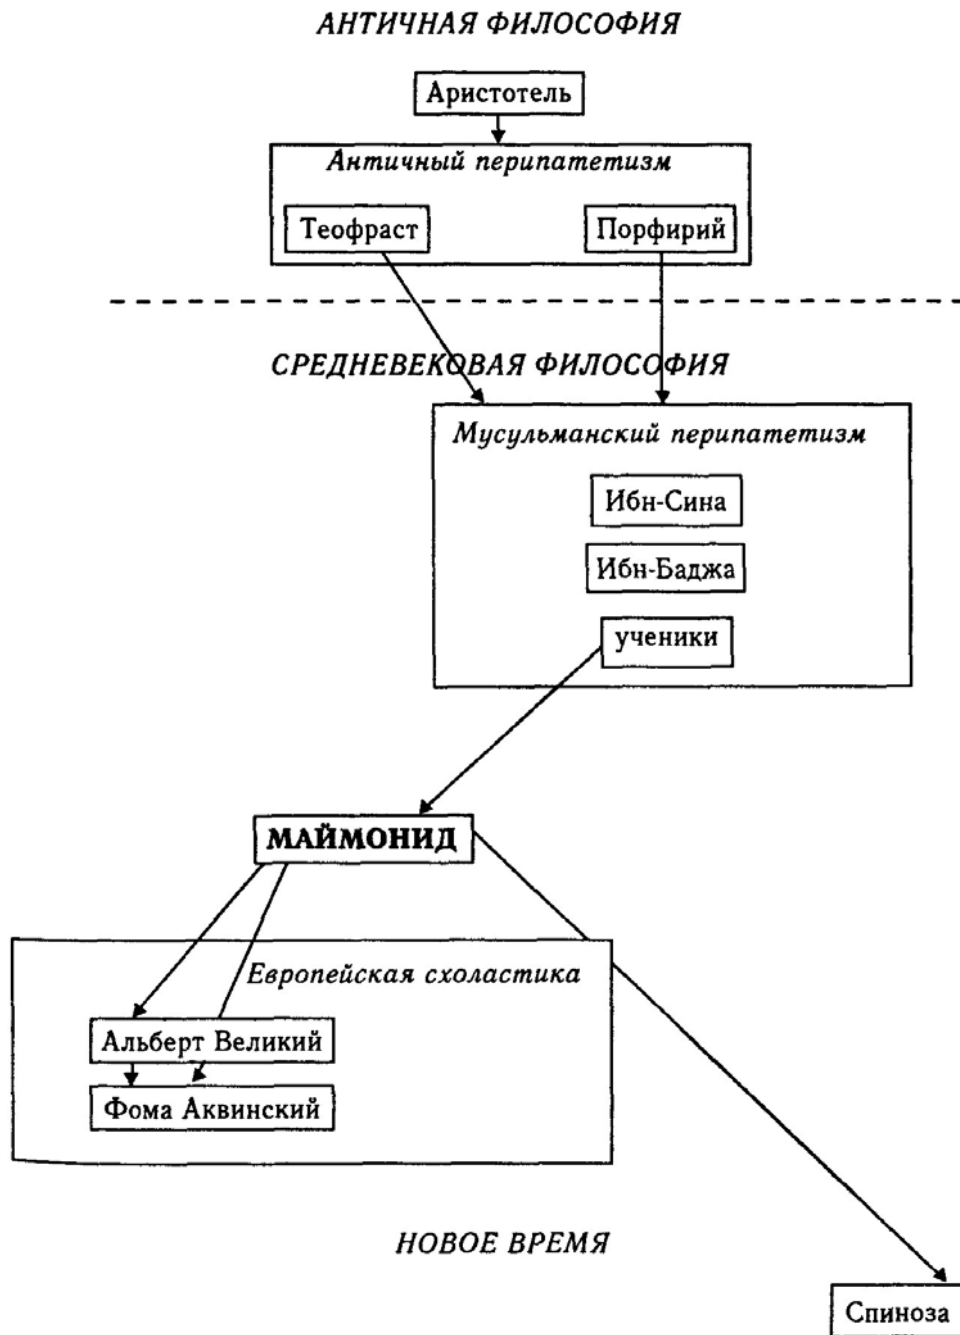 АНТИЧНАЯ ФИЛОСОФИЯ
Аристотель
Античный перипатетизм
Теофраст
Порфирий
СРЕДНЕВЕКОВАЯ ФИЛОСОФИЯ
Мусульманский перипатетизм
Ибн-Сина
Ибн-Баджа
ученики
МАЙМОНИД
Европейская схоластика
Альберт Великий
Фома Аквинский
НОВОЕ ВРЕМЯ
Спиноза